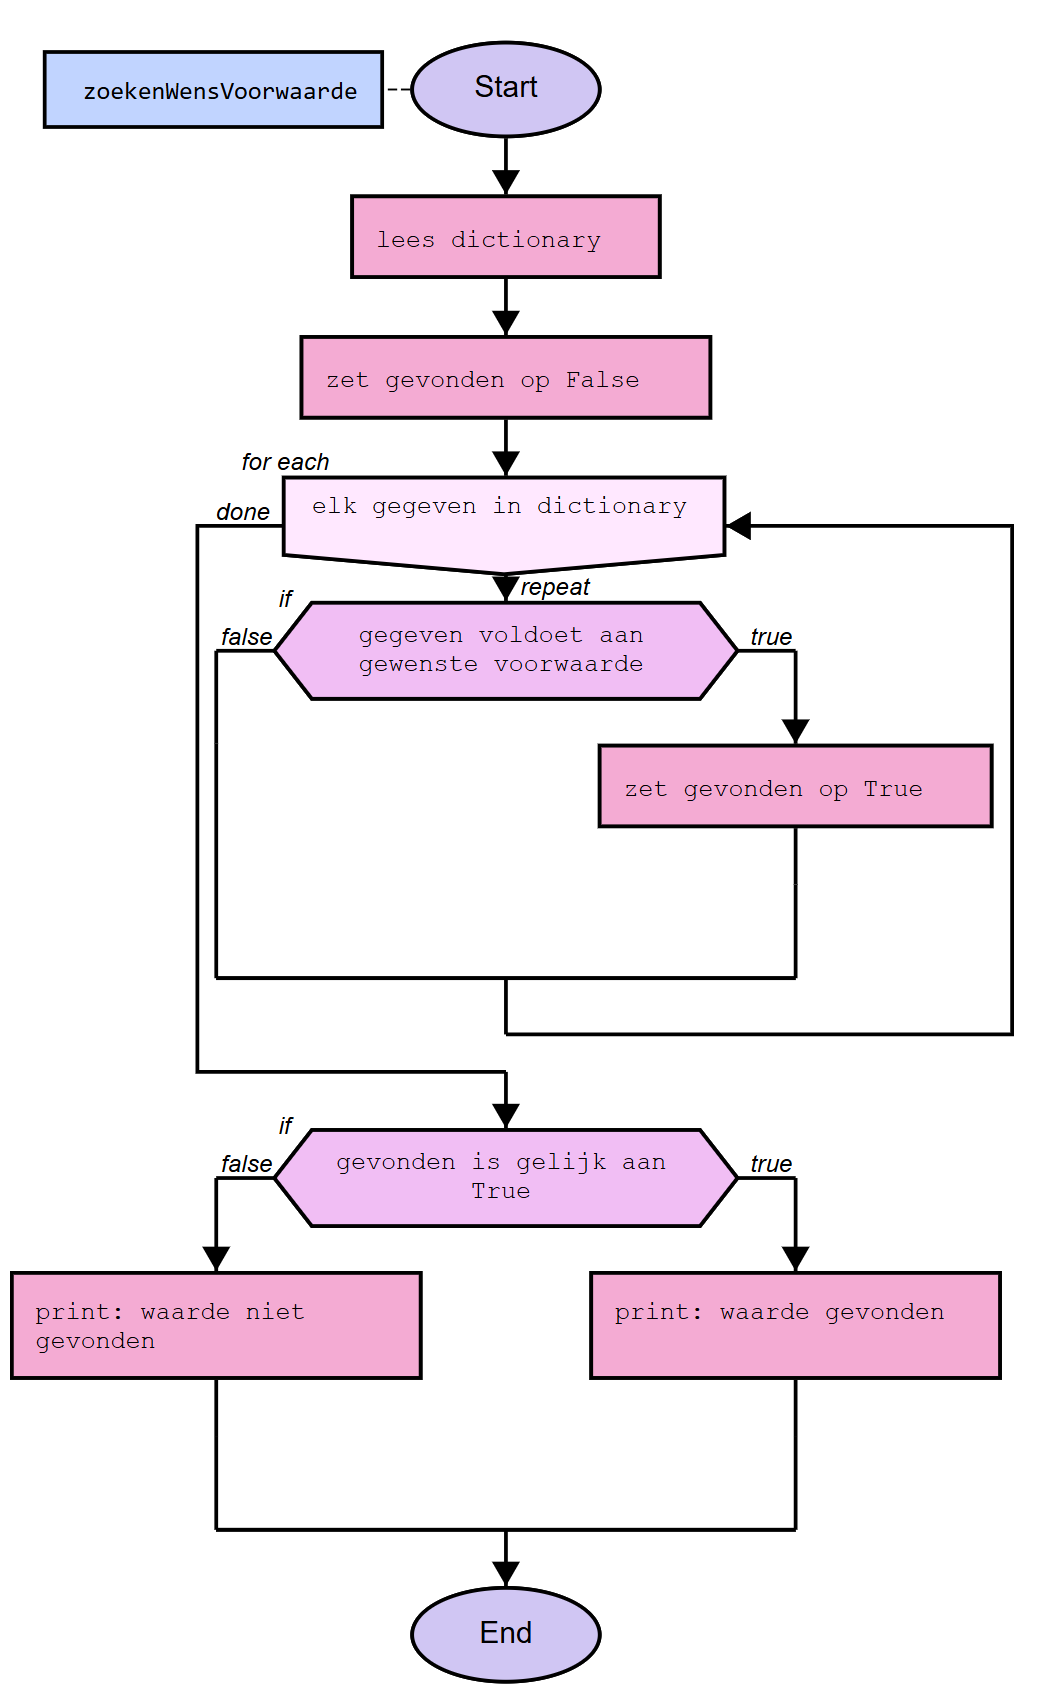 zoekenWensVoorwaarde
Start
lees dictionary
zet gevonden op False
for each
elk gegeven in dictionary
done
repeat
if
gegeven voldoet aan
gewenste voorwaarde
false
true
zet gevonden op True
if
gevonden is gelijk aan
True
false
true
print: waarde niet
gevonden
print: waarde gevonden
End